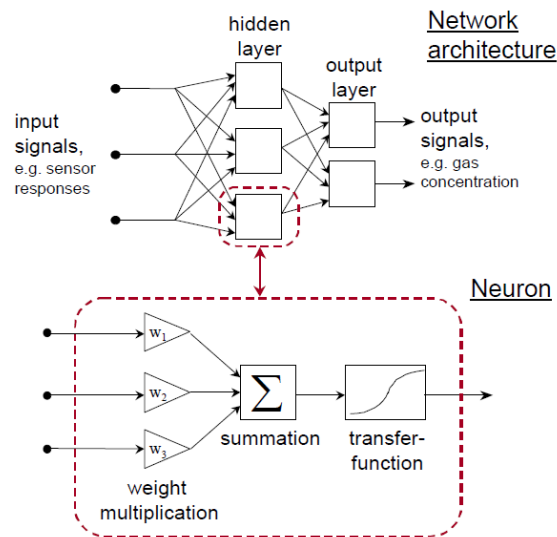 Network
architecture
hidden
layer
output
layer
input
signals,
e.g. sensor
responses
output
signals,
e.g. gas
concentration
Neuron
w1
w2
w3
Σ
summation
transfer-
function
weight
multiplication